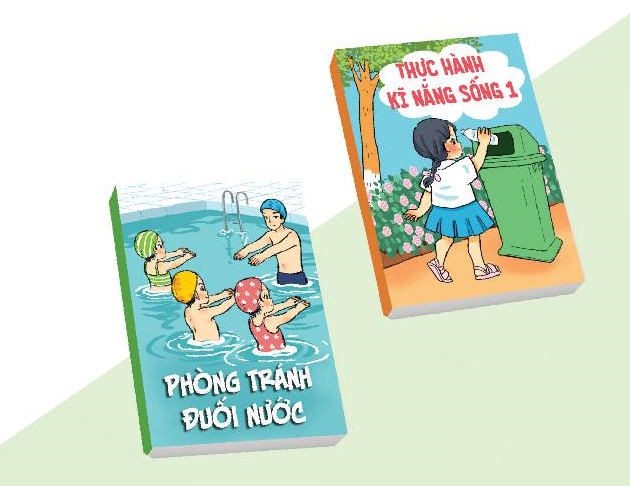 THỰC HÀNH
KĨ NĂNG SỐNG 1
PHÒNG TRÁNH
ĐUỐI NƯỚC